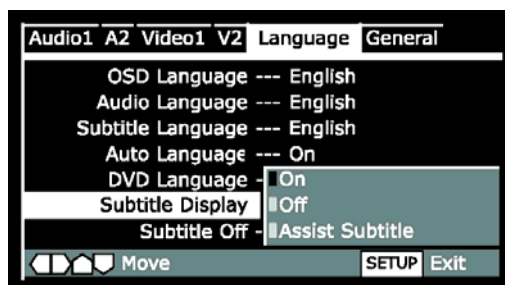 Audio1 A2 Video1 V2 Language General
OSD Language --- English
Audio Language --- English
Subtitle Language --- English
Auto Language --- On
DVD Language - On
Subtitle Display Off
Subtitle Off - Assist Subtitle
Move SETUP Exit